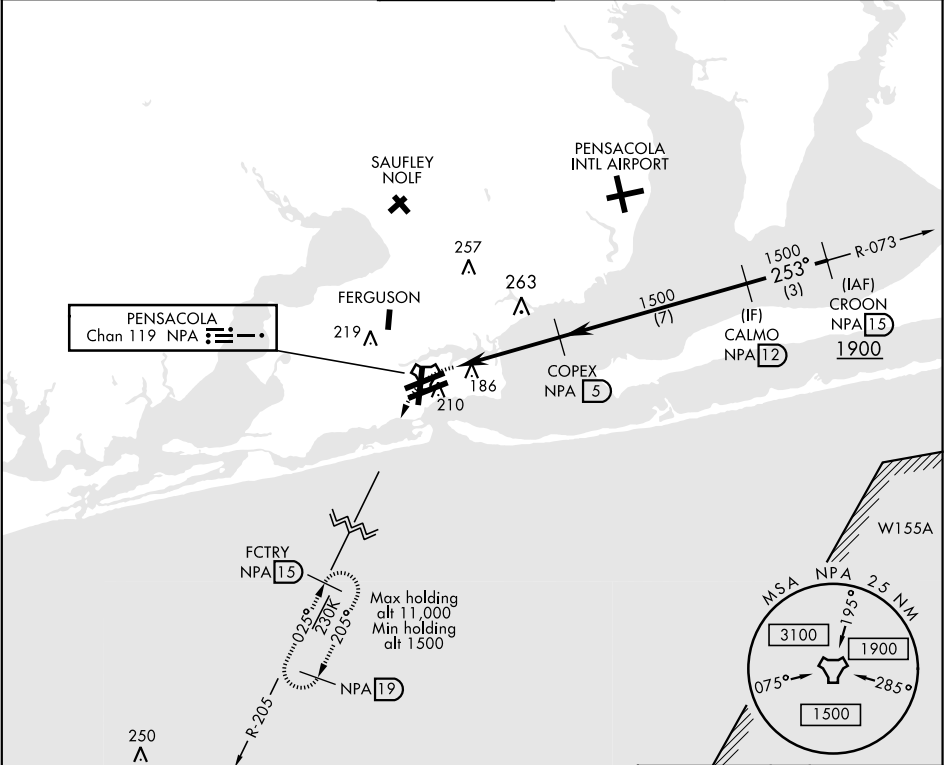 SAUFLEY
NOLF
PENSACOLA
INTL AIRPORT
257
263
FERGUSON
219
PENSACOLA
Chan 119 NPA
186
210
1500
(7)
1500
253°
(3)
R-073
(IAF)
CROON
NPA 15
1900
(IF)
CALMO
NPA 12
COPEX
NPA 5
FCTRY
NPA 15
025°
230K
205°
Max holding
alt 11,000
Min holding
alt 1500
NPA 19
R-205
250
W155A
MSA NPA 25 NM
195°
3100
1900
075°
285°
1500